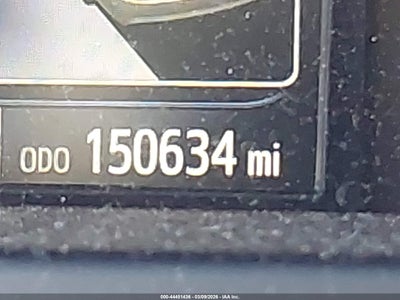 ODO 150634 mi
000-44451436 - 03/09/2026 - IAA Inc.